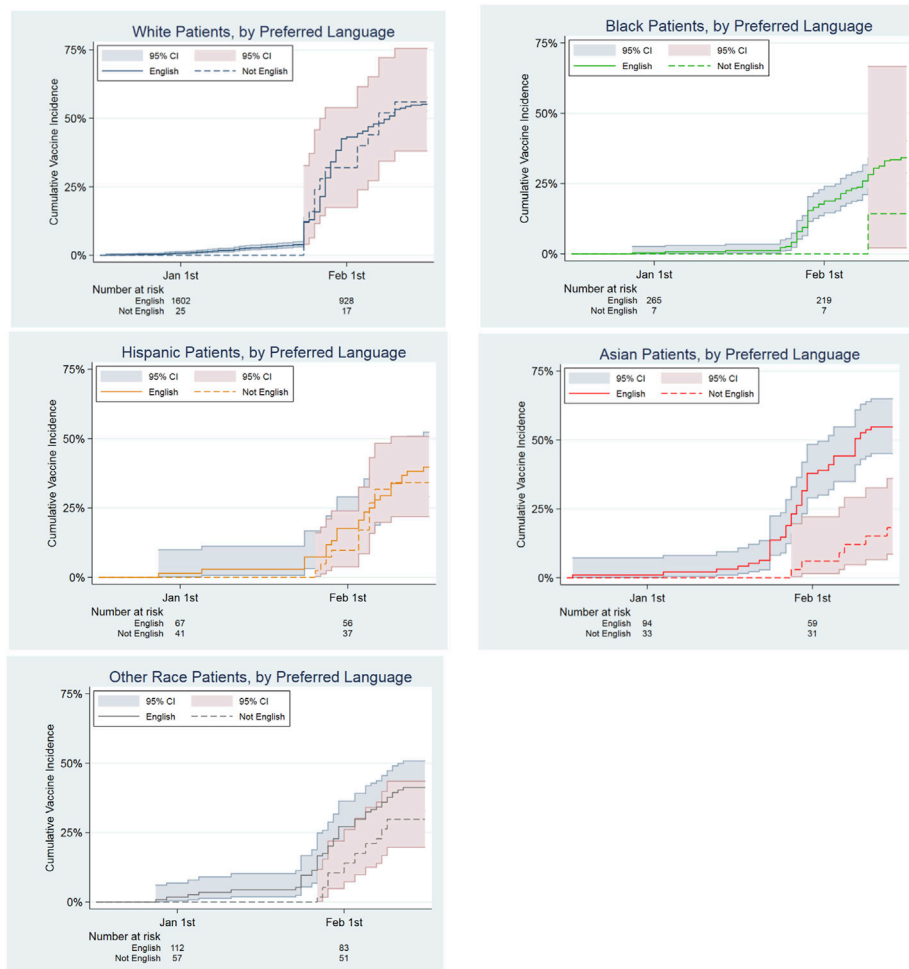 White Patients, by Preferred Language
75%
95% CI 95% CI
English Not English
50%
25%
0%
Cumulative Vaccine Incidence
Jan 1st Feb 1st
Number at risk
English 1602 928
Not English 25 17
Black Patients, by Preferred Language
75%
95% CI 95% CI
English Not English
50%
25%
0%
Cumulative Vaccine Incidence
Jan 1st Feb 1st
Number at risk
English 265 219
Not English 7 7
Hispanic Patients, by Preferred Language
75%
95% CI 95% CI
English Not English
50%
25%
0%
Cumulative Vaccine Incidence
Jan 1st Feb 1st
Number at risk
English 67 56
Not English 41 37
Asian Patients, by Preferred Language
75%
95% CI 95% CI
English Not English
50%
25%
0%
Cumulative Vaccine Incidence
Jan 1st Feb 1st
Number at risk
English 94 59
Not English 33 31
Other Race Patients, by Preferred Language
75%
95% CI 95% CI
English Not English
50%
25%
0%
Cumulative Vaccine Incidence
Jan 1st Feb 1st
Number at risk
English 112 83
Not English 57 51